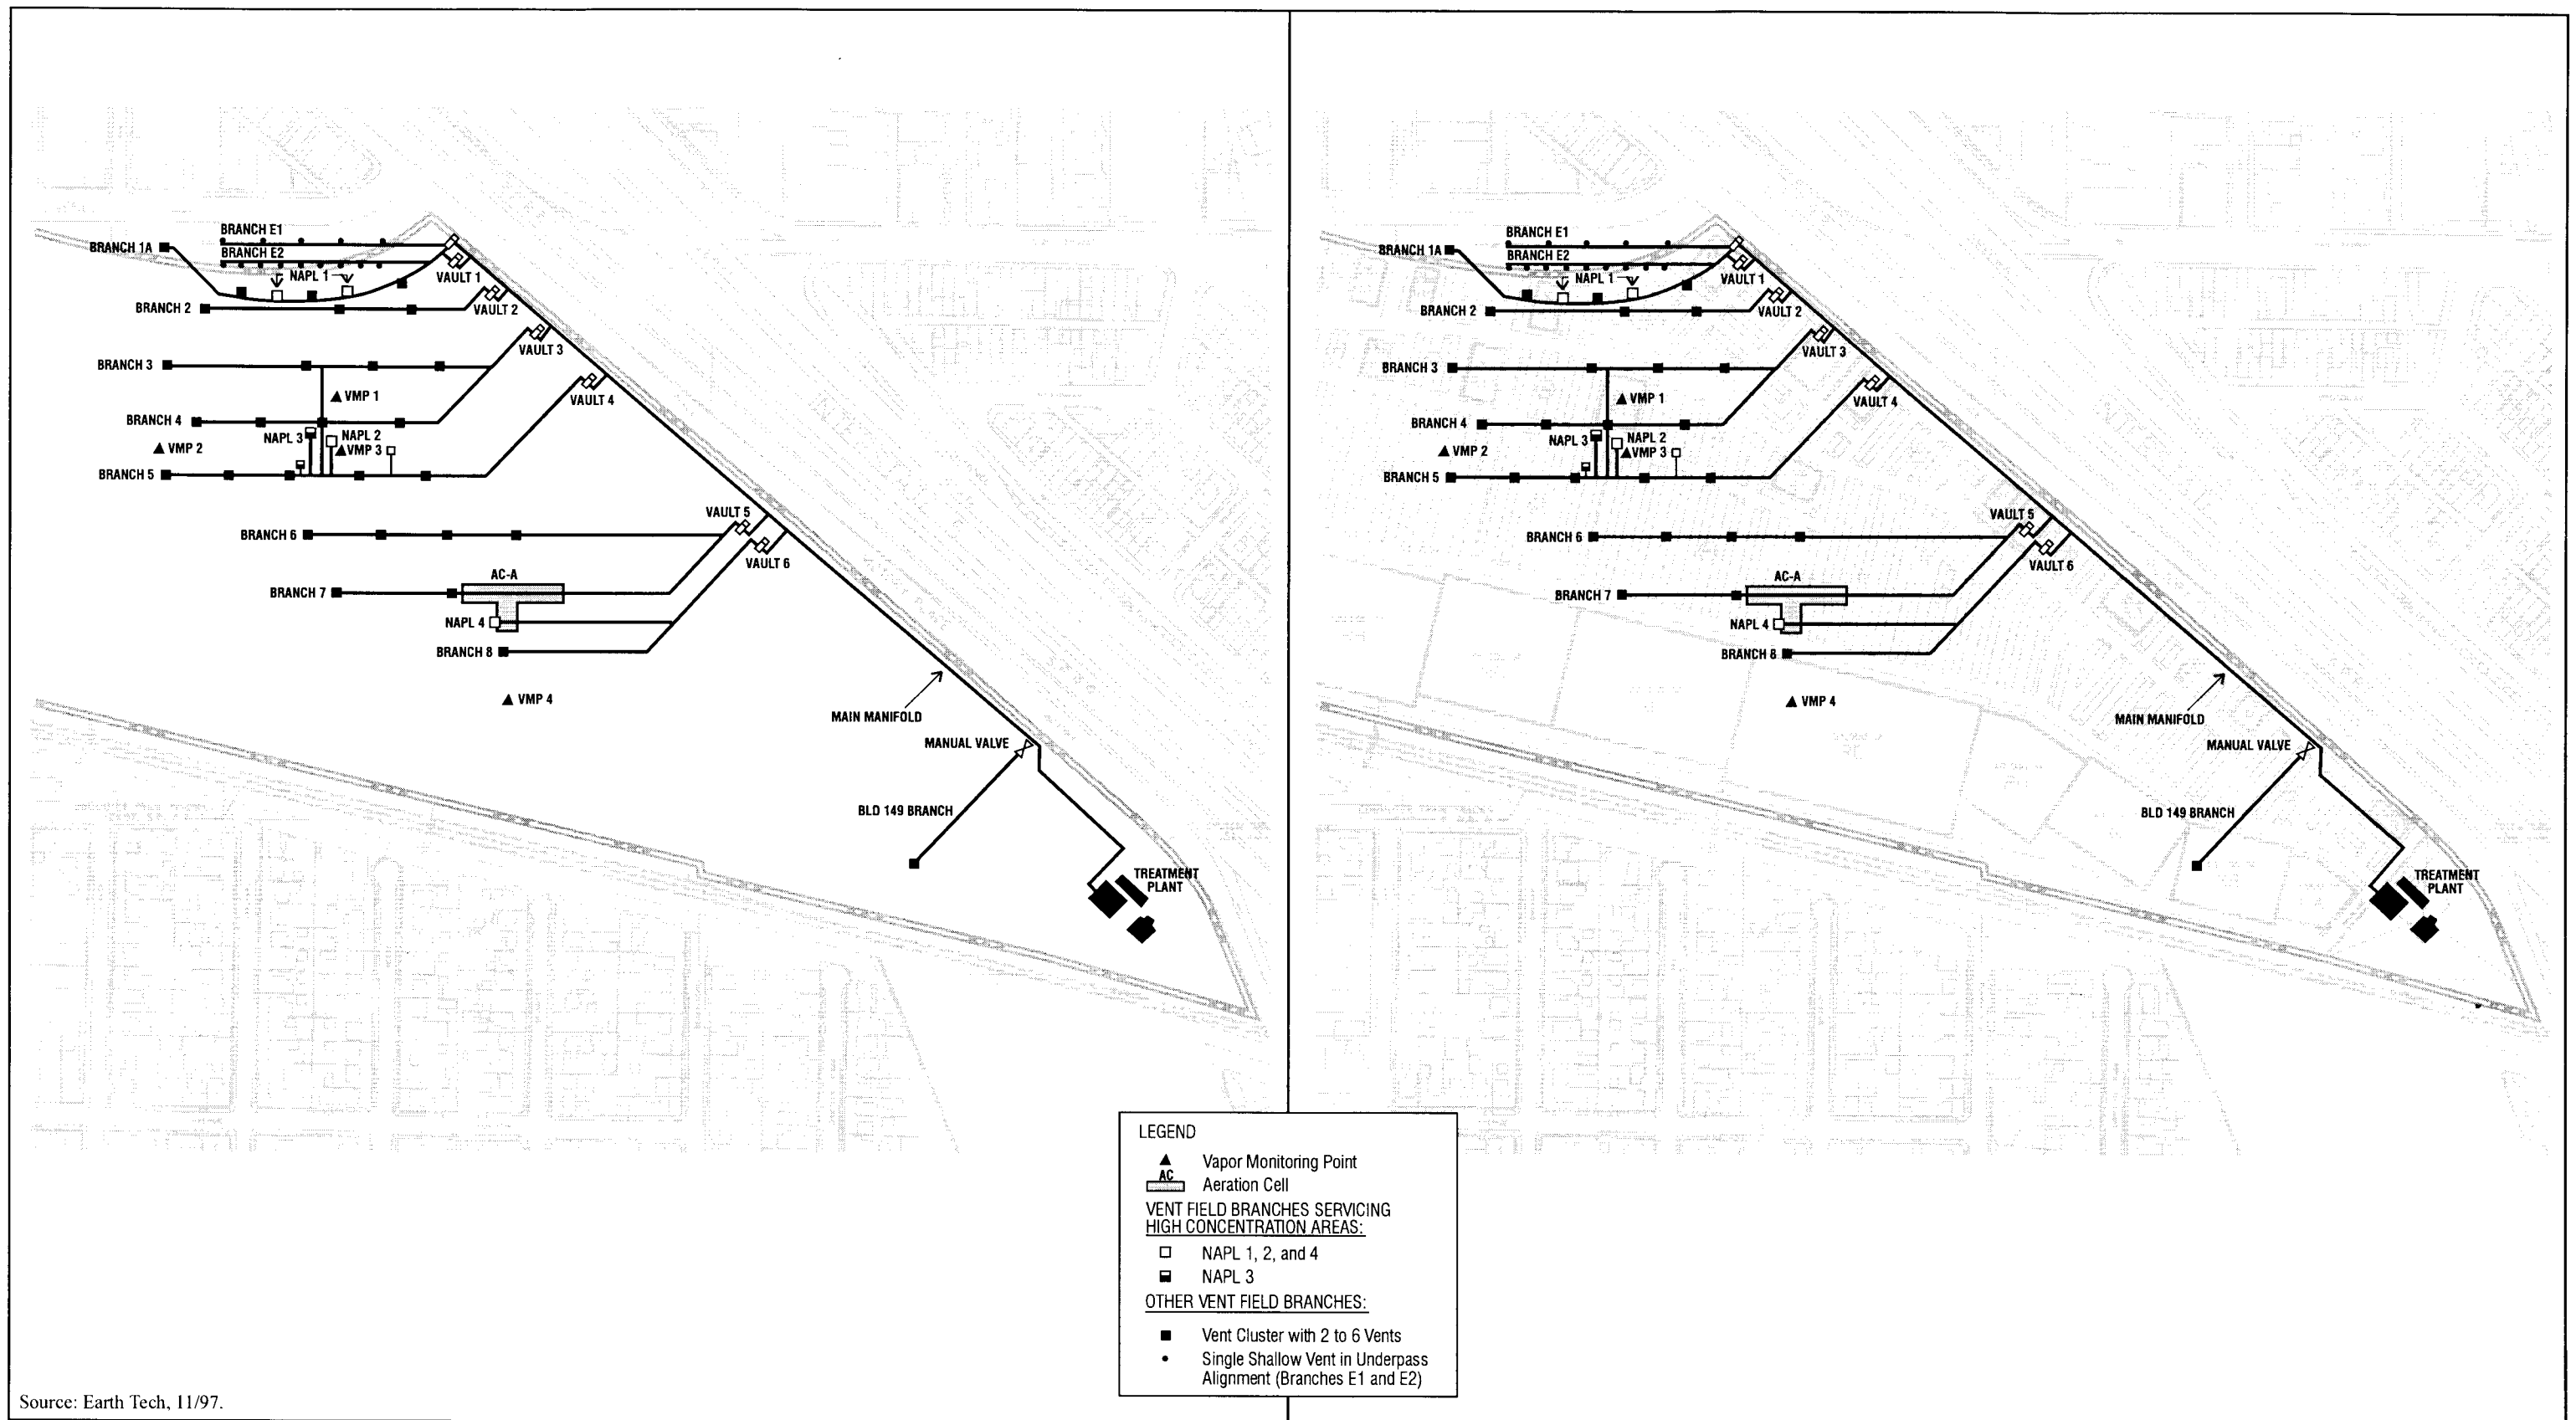 BRANCH E1
BRANCH 1A
BRANCH E2
NAPL 1
VAULT 1
BRANCH 2
VAULT 2
VAULT 3
BRANCH 3
VMP 1
VAULT 4
BRANCH 4
NAPL 3
NAPL 2
VMP 2
VMP 3
BRANCH 5
VAULT 5
BRANCH 6
VAULT 6
AC-A
BRANCH 7
NAPL 4
BRANCH 8
VMP 4
MAIN MANIFOLD
MANUAL VALVE
BLD 149 BRANCH
TREATMENT
PLANT
BRANCH E1
BRANCH 1A
BRANCH E2
NAPL 1
VAULT 1
BRANCH 2
VAULT 2
VAULT 3
BRANCH 3
VMP 1
VAULT 4
BRANCH 4
NAPL 3
NAPL 2
VMP 2
VMP 3
BRANCH 5
VAULT 5
BRANCH 6
VAULT 6
AC-A
BRANCH 7
NAPL 4
BRANCH 8
VMP 4
MAIN MANIFOLD
MANUAL VALVE
BLD 149 BRANCH
TREATMENT
PLANT
LEGEND
Vapor Monitoring Point
AC
Aeration Cell
VENT FIELD BRANCHES SERVICING
HIGH CONCENTRATION AREAS:
NAPL 1, 2, and 4
NAPL 3
OTHER VENT FIELD BRANCHES:
Vent Cluster with 2 to 6 Vents
Single Shallow Vent in Underpass
Alignment (Branches E1 and E2)
Source: Earth Tech, 11/97.